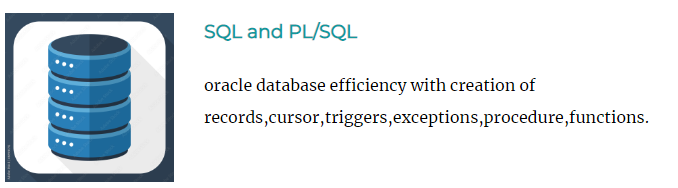 SQL and PL/SQL
oracle database efficiency with creation of
records,cursor,triggers,exceptions,procedure,functions.